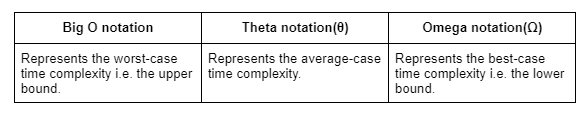 Big O notation
Theta notation(θ)
Omega notation(Ω)
Represents the worst-case
time complexity i.e. the upper
bound.
Represents the average-case
time complexity.
Represents the best-case
time complexity i.e. the lower
bound.